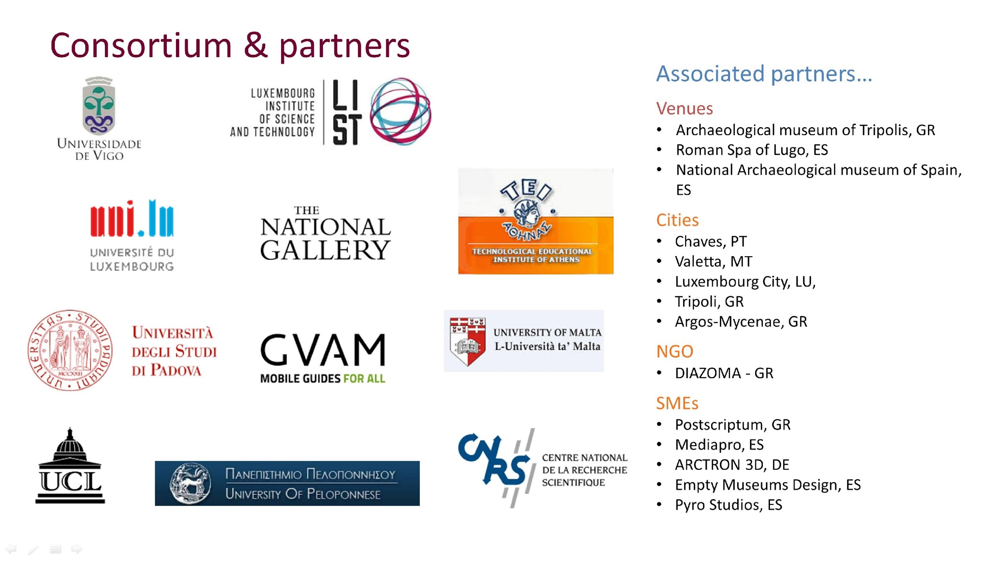 Consortium & partners
UNIVERSIDADE
DE VIGO
LUXEMBOURG
INSTITUTE
OF SCIENCE
AND TECHNOLOGY
LI
ST
uni.lu
UNIVERSITÉ DU
LUXEMBOURG
THE
NATIONAL
GALLERY
TEI
ΑΘΗΝΑΣ
TECHNOLOGICAL EDUCATIONAL
INSTITUTE OF ATHENS
UNIVERSITAS • STUDII PADUANI •
MCCXXII
UNIVERSITÀ
DEGLI STUDI
DI PADOVA
GVAM
MOBILE GUIDES FOR ALL
UNIVERSITY OF MALTA
L-Università ta’ Malta
UCL
ΠΑΝΕΠΙΣΤΗΜΙΟ ΠΕΛΟΠΟΝΝΗΣΟΥ
UNIVERSITY OF PELOPONNESE
CNRS
CENTRE NATIONAL
DE LA RECHERCHE
SCIENTIFIQUE
Associated partners...
Venues
• Archaeological museum of Tripolis, GR
• Roman Spa of Lugo, ES
• National Archaeological museum of Spain,
ES
Cities
• Chaves, PT
• Valetta, MT
• Luxembourg City, LU,
• Tripoli, GR
• Argos-Mycenae, GR
NGO
• DIAZOMA - GR
SMEs
• Postscriptum, GR
• Mediapro, ES
• ARCTRON 3D, DE
• Empty Museums Design, ES
• Pyro Studios, ES